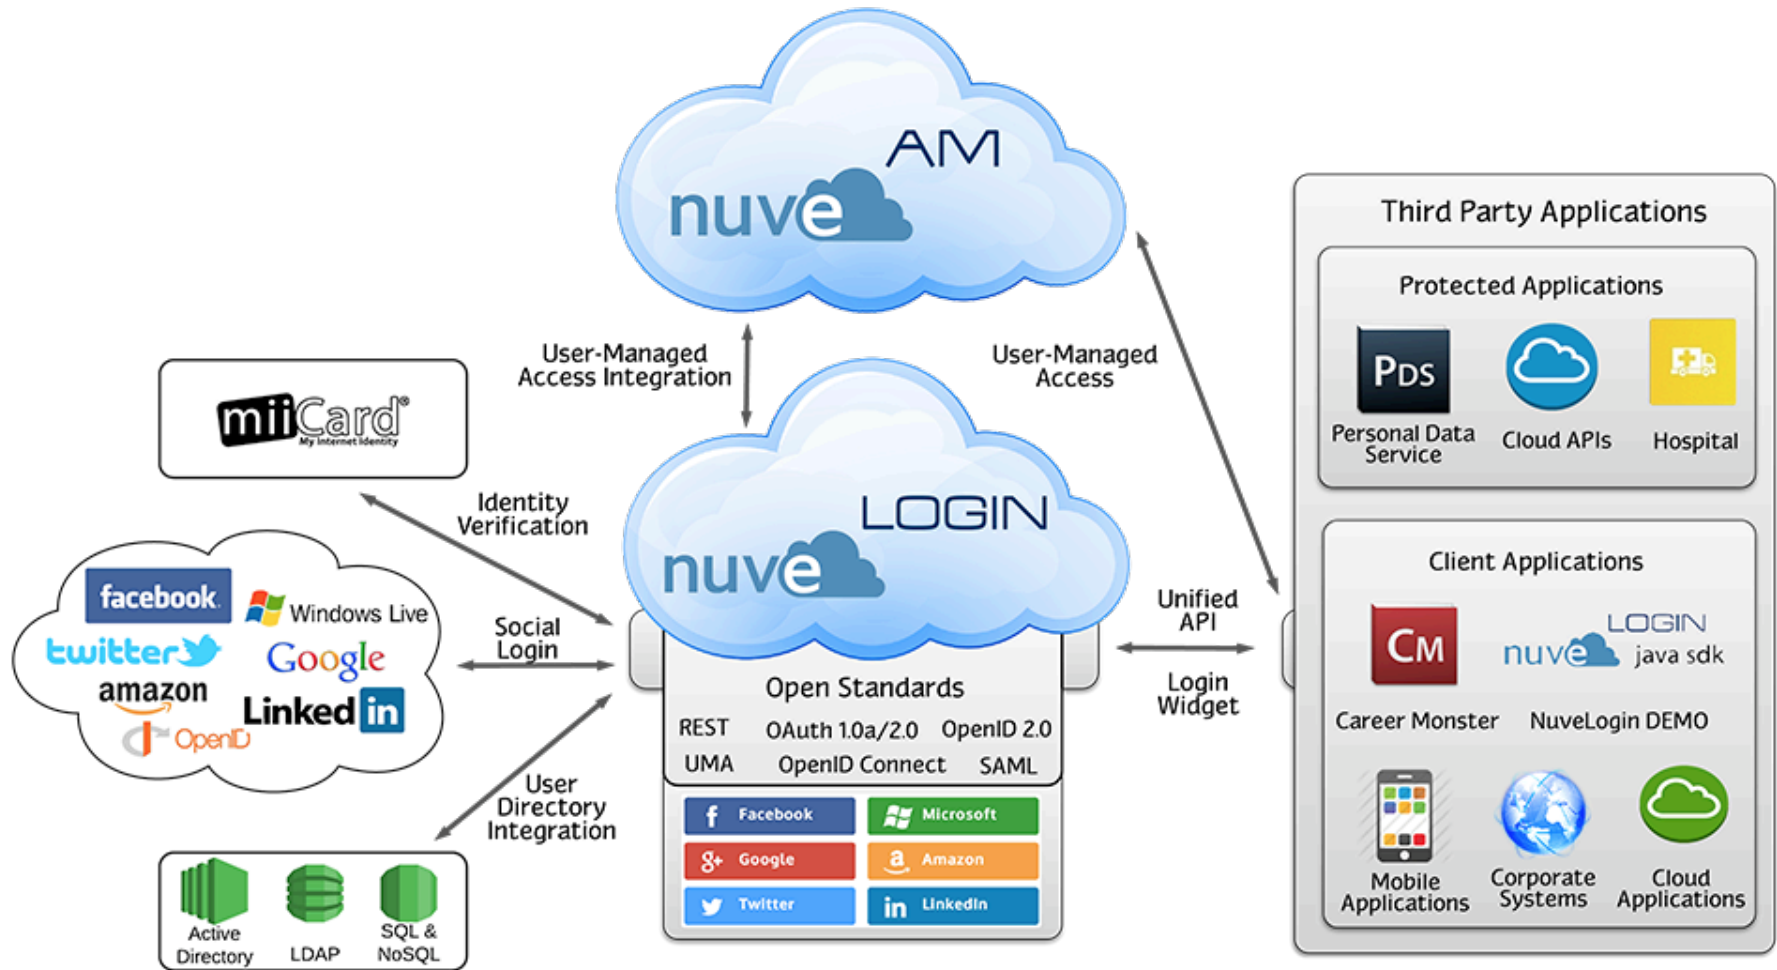 AM
nuve
Third Party Applications
Protected Applications
PDS
Personal Data
Service
Cloud APIs
Hospital
User-Managed
Access Integration
User-Managed
Access
miiCard®
My Internet Identity
Identity
Verification
LOGIN
nuve
facebook.
Windows Live
twitter
Google
amazon
Linked in
OpenID
Social
Login
Unified
API
Login
Widget
Client Applications
CM
Career Monster
LOGIN
nuve java sdk
NuveLogin DEMO
Mobile
Applications
Corporate
Systems
Cloud
Applications
Open Standards
REST OAuth 1.0a/2.0 OpenID 2.0
UMA OpenID Connect SAML
f Facebook
Microsoft
g+ Google
a Amazon
Twitter
in LinkedIn
User
Directory
Integration
Active
Directory
LDAP
SQL &
NoSQL